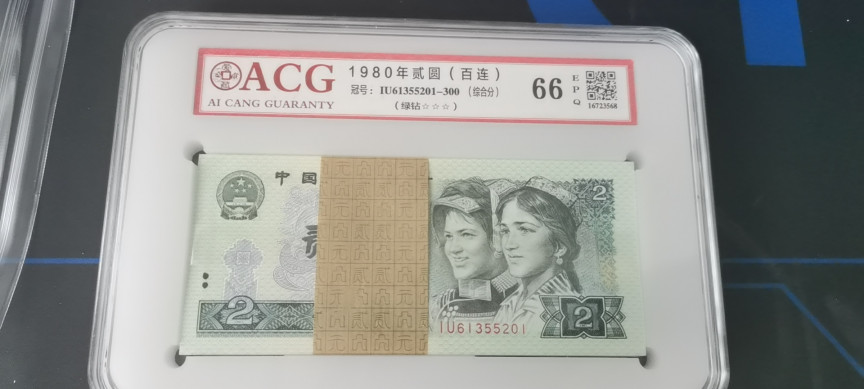 ACG
AI CANG GUARANTY
1980年贰圆（百连）
冠号：IU61355201-300（综合分）
（绿钻☆☆☆）
66
EPQ
16723568
中国
2
2
IU61355201
2